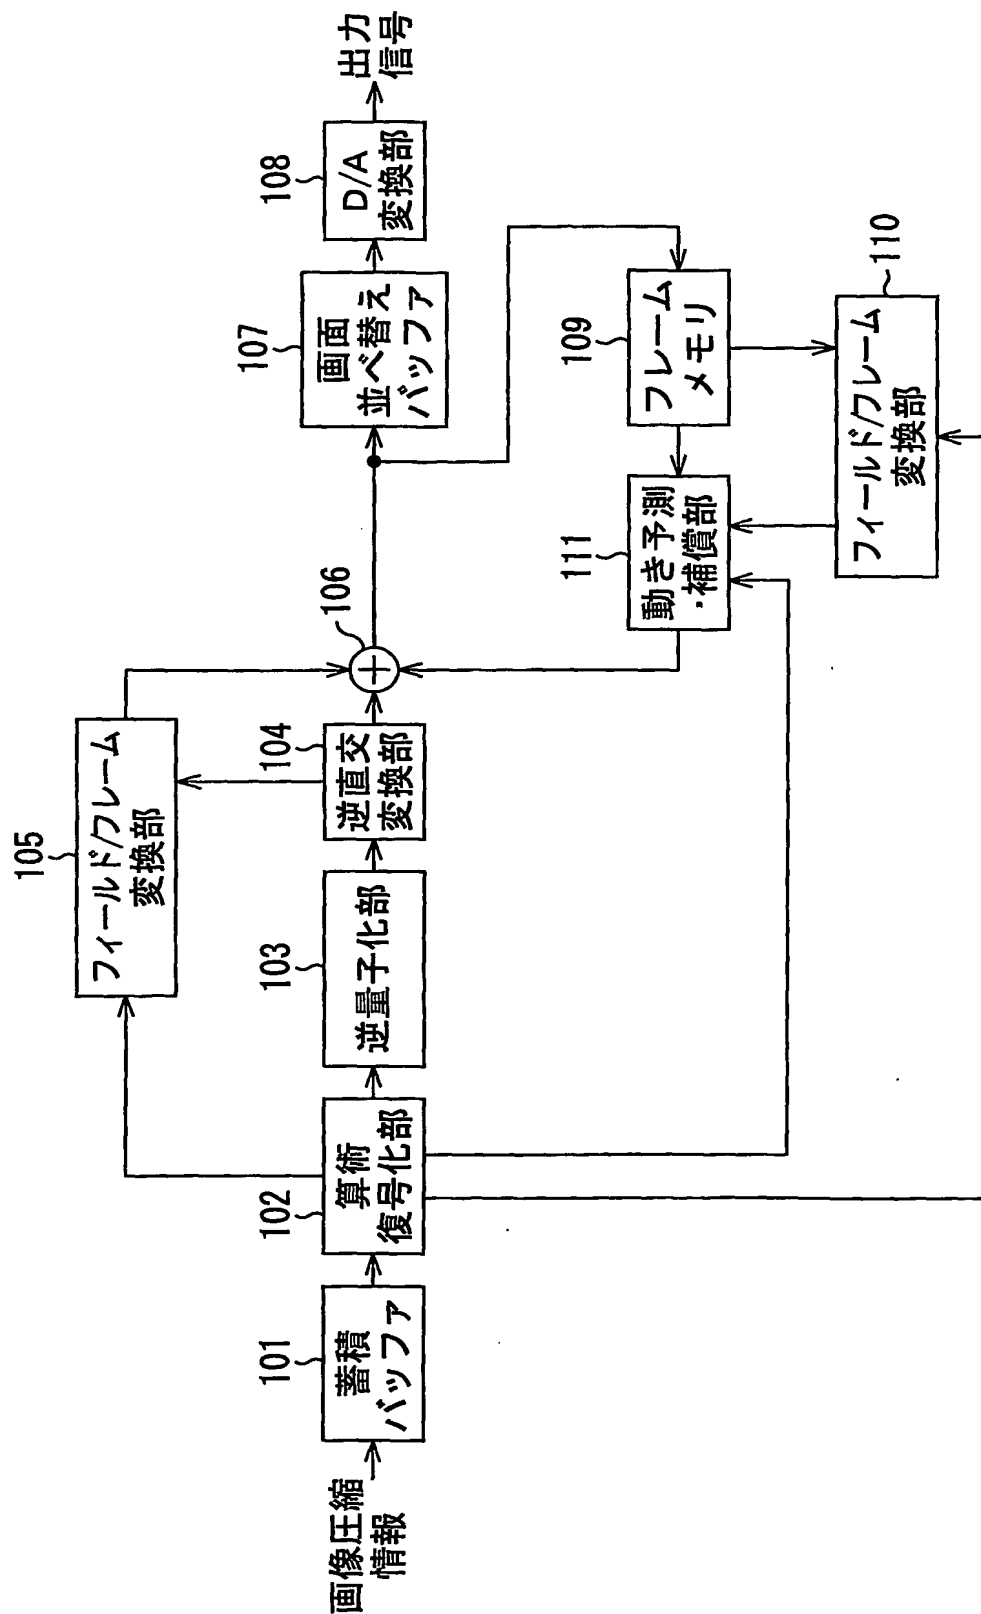 画像圧縮
情報
101
蓄積
バッファ
102
算術
復号化部
103
逆量子化部
104
逆直交
変換部
105
フィールド/フレーム
変換部
106
107
画面
並べ替え
バッファ
108
D/A
変換部
出力
信号
109
フレーム
メモリ
110
フィールド/フレーム
変換部
111
動き予測
・補償部